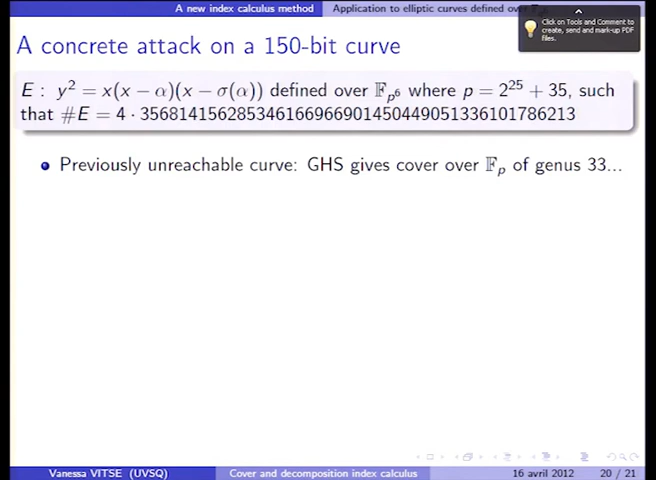 A new index calculus method Application to elliptic curves defined over
Click on Tools and Comment to
create, send and mark-up PDF
files.
A concrete attack on a 150-bit curve
E : y² = x(x − α)(x − σ(α)) defined over 𝔽_{p⁶} where p = 2²⁵ + 35, such
that #E = 4 · 356814156285346166966901450449051336101786213
• Previously unreachable curve: GHS gives cover over 𝔽_p of genus 33...
Vanessa VITSE (UVSQ) Cover and decomposition index calculus 16 avril 2012 20 / 21